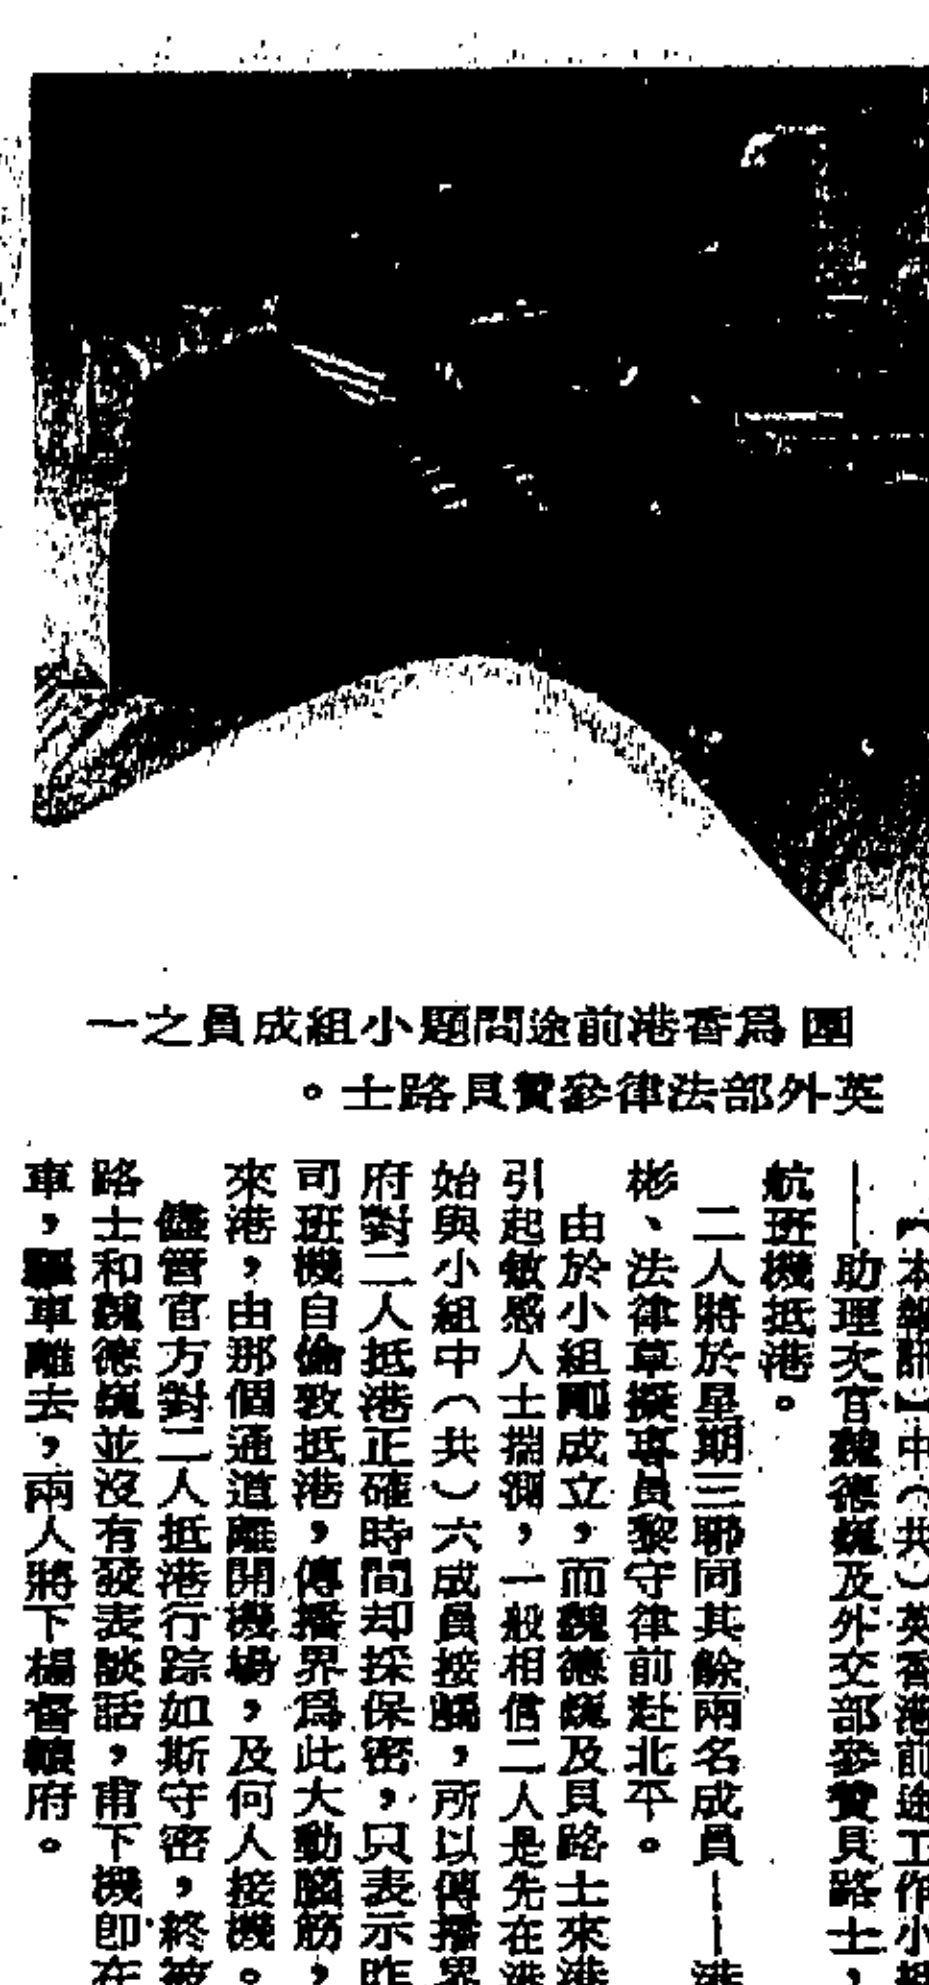 圖爲香港前途問題小組成員之一
英外部法律參贊貝路士。
【本報訊】中（共）英香港前途工作小組
——助理次官魏德巍及外交部參贊貝路士，
航班機抵港。
二人將於星期三聯同其餘兩名成員——港
彬、法律草擬專員黎守律前赴北平。
由於小組剛成立，而魏德巍及貝路士來港
引起敏感人士揣測，一般相信二人是先在港
始與小組中（共）六成員接觸，所以傳播界
府對二人抵港正確時間却採保密，只表示昨
司班機自倫敦抵港，傳播界爲此大動腦筋，
來港，由那個通道離開機場，及何人接機。
儘管官方對二人抵港行踪如斯守密，終被
路士和魏德巍並沒有發表談話，甫下機即在
車，驅車離去，兩人將下榻督轅府。